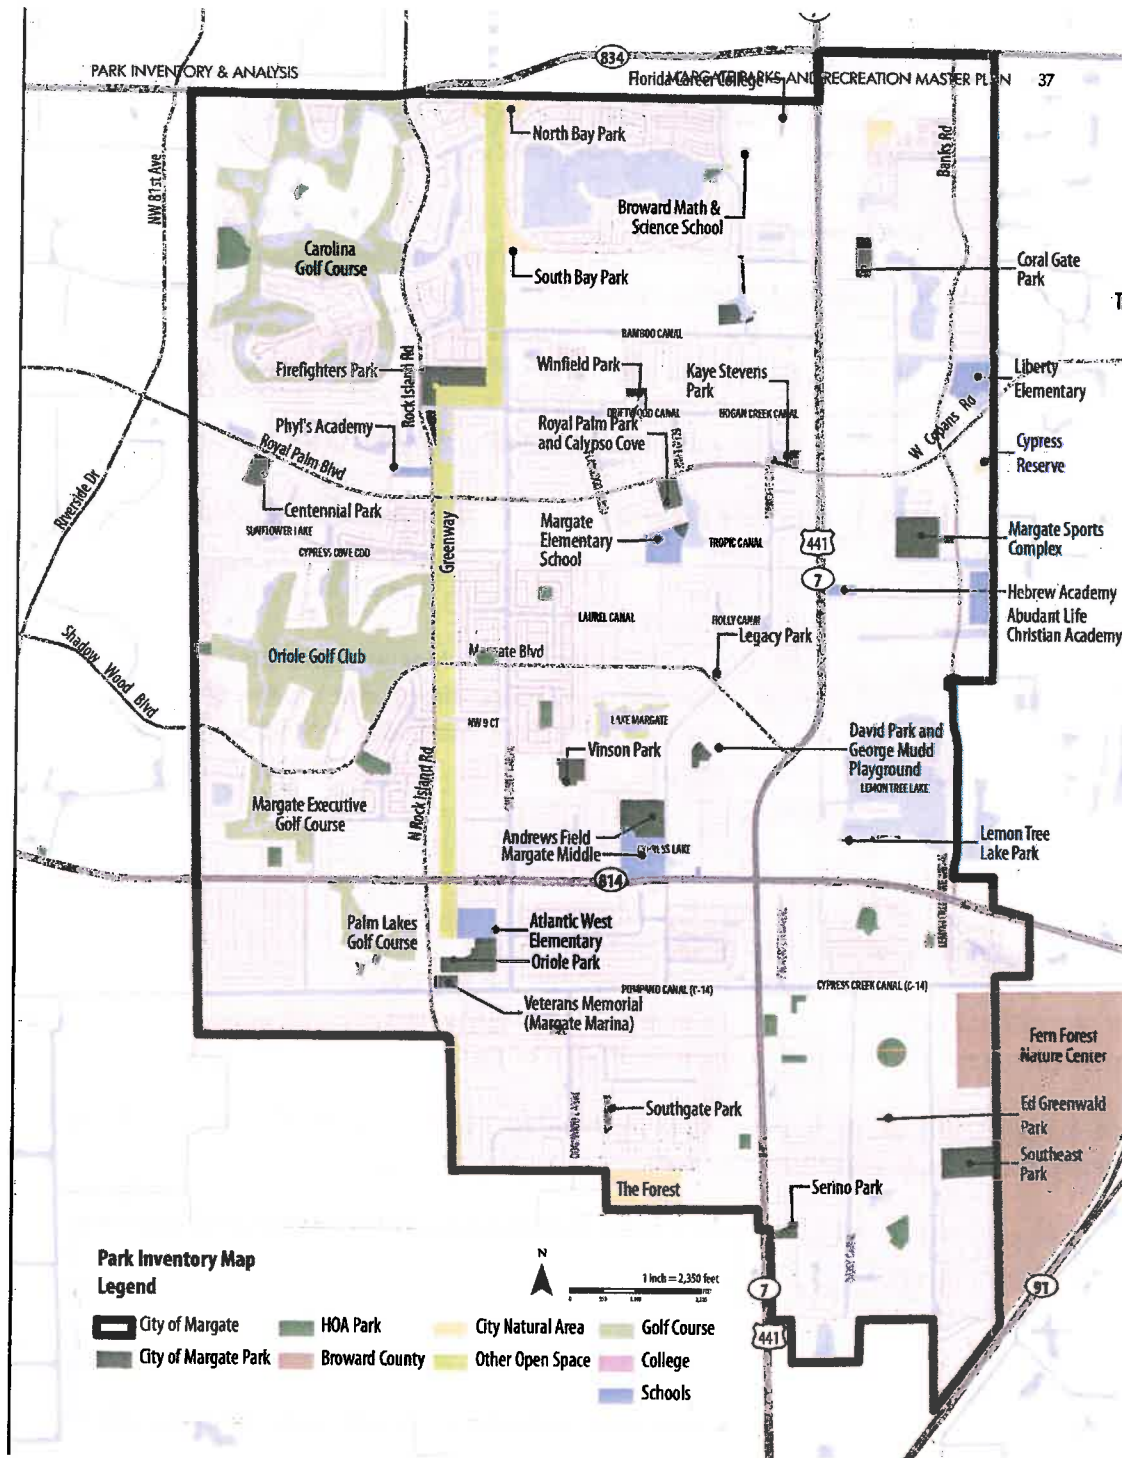 PARK INVENTORY & ANALYSIS
MARGATE PARKS AND RECREATION MASTER PLAN 37
834
Florida Career College
7
North Bay Park
NW 81st Ave
Banks Rd
Broward Math &
Science School
Carolina
Golf Course
South Bay Park
Coral Gate
Park
BAMBOO CANAL
Firefighters Park
Rock Island Rd
Winfield Park
Kaye Stevens
Park
Liberty
Elementary
DRIFTWOOD CANAL
HOGAN CREEK CANAL
Phyl's Academy
Royal Palm Park
and Calypso Cove
W Copans Rd
Cypress
Reserve
Royal Palm Blvd
Riverside Dr
Centennial Park
SUNFLOWER LAKE
CYPRESS COVE CDD
Greenway
Margate
Elementary
School
TROPIC CANAL
441
7
Margate Sports
Complex
Hebrew Academy
Abudant Life
Christian Academy
LAUREL CANAL
HOLLY CANAL
Legacy Park
Shadow Wood Blvd
Oriole Golf Club
Margate Blvd
NW 9 CT
LAKE MARGATE
Vinson Park
David Park and
George Mudd
Playground
LEMON TREE LAKE
N Rock Island Rd
Margate Executive
Golf Course
Andrews Field
Margate Middle
CYPRESS LAKE
Lemon Tree
Lake Park
814
Palm Lakes
Golf Course
Atlantic West
Elementary
Oriole Park
POMPANO CANAL (C-14)
CYPRESS CREEK CANAL (C-14)
Veterans Memorial
(Margate Marina)
Fern Forest
Nature Center
Southgate Park
Ed Greenwald
Park
Southeast
Park
The Forest
Serino Park
Park Inventory Map
Legend
N
1 inch = 2,350 feet
7
441
91
City of Margate
HOA Park
City Natural Area
Golf Course
City of Margate Park
Broward County
Other Open Space
College
Schools